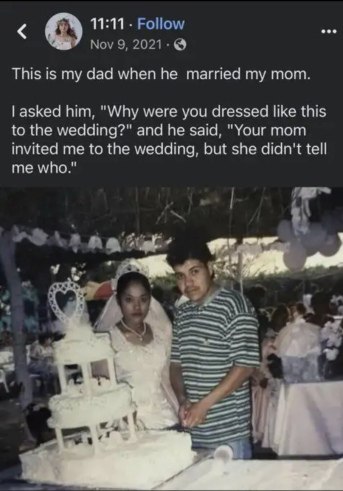 11:11 · Follow
Nov 9, 2021 ·
This is my dad when he married my mom.
I asked him, "Why were you dressed like this
to the wedding?" and he said, "Your mom
invited me to the wedding, but she didn't tell
me who."